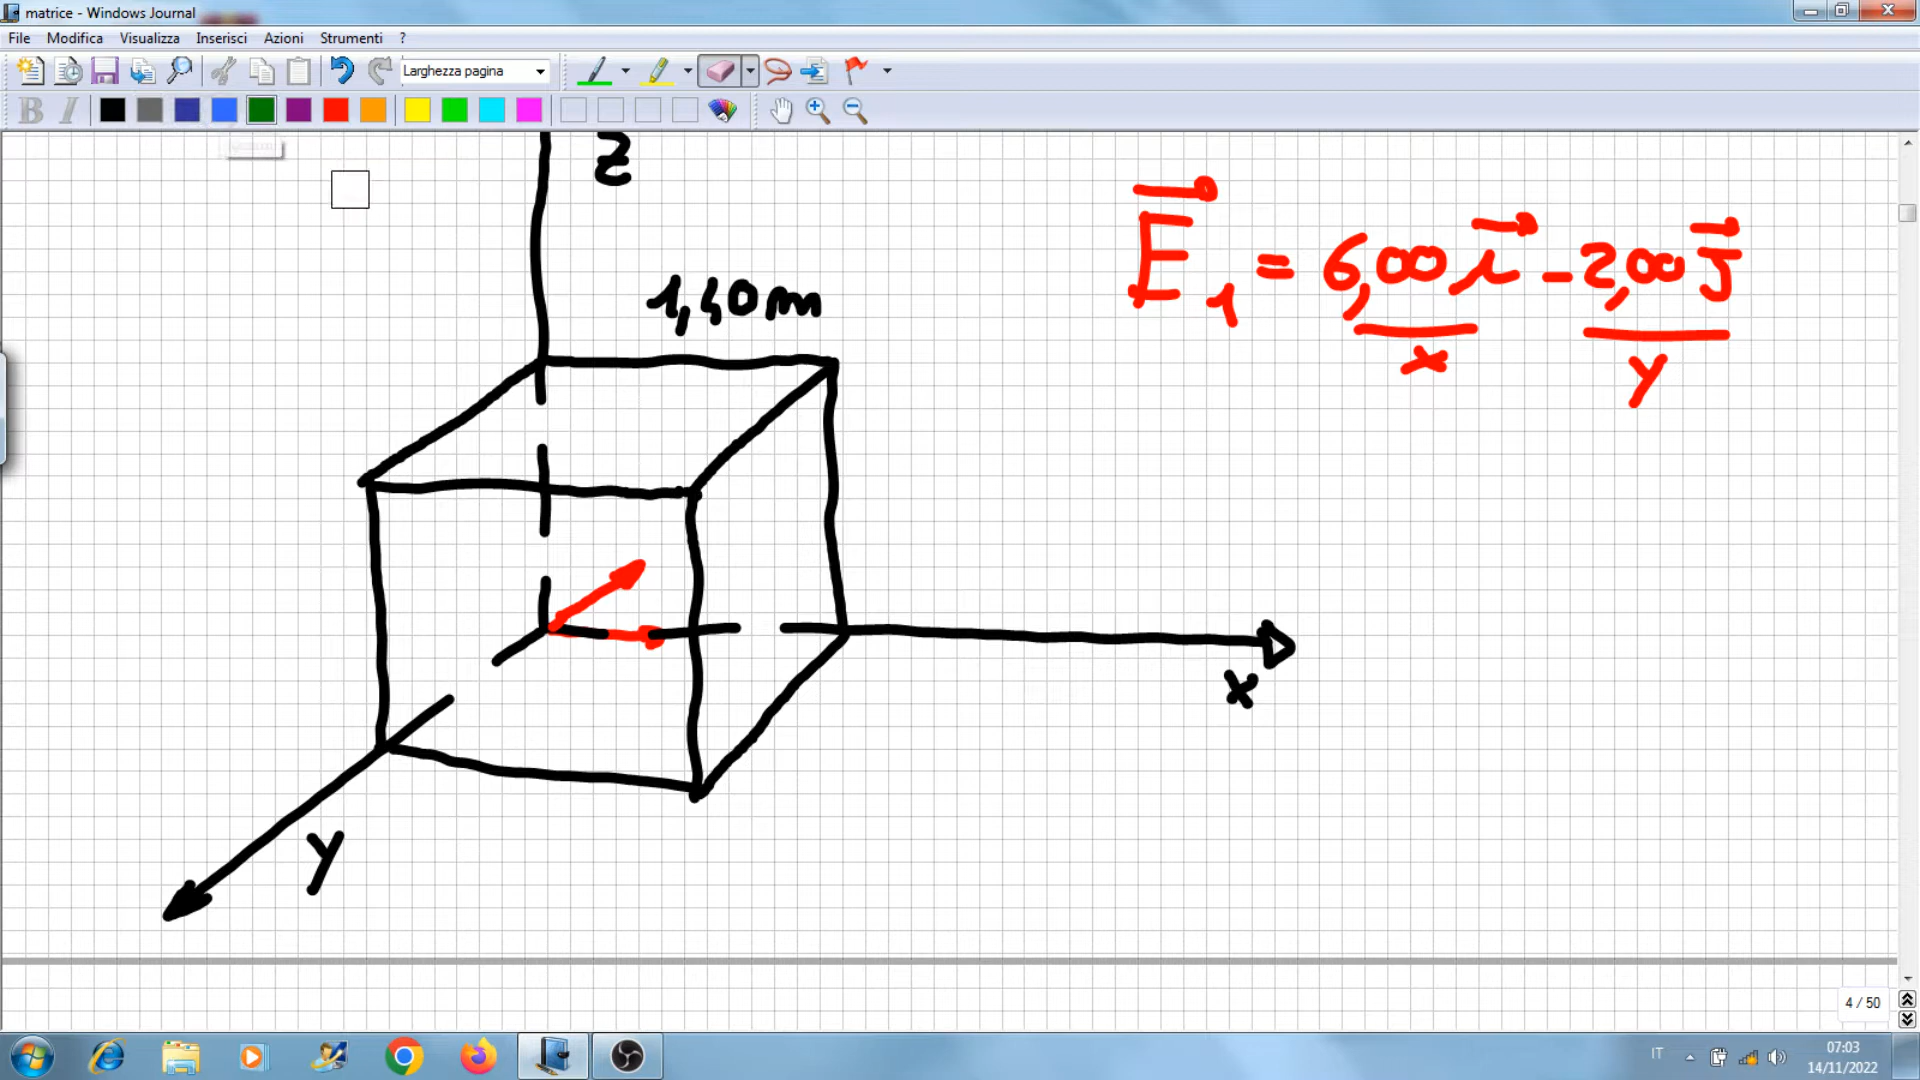 matrice - Windows Journal
File Modifica Visualizza Inserisci Azioni Strumenti ?
Larghezza pagina
B I
z
E₁ = 6,00 i - 2,00 J
x y
1,40 m
x
y
4 / 50
IT
07:03
14/11/2022